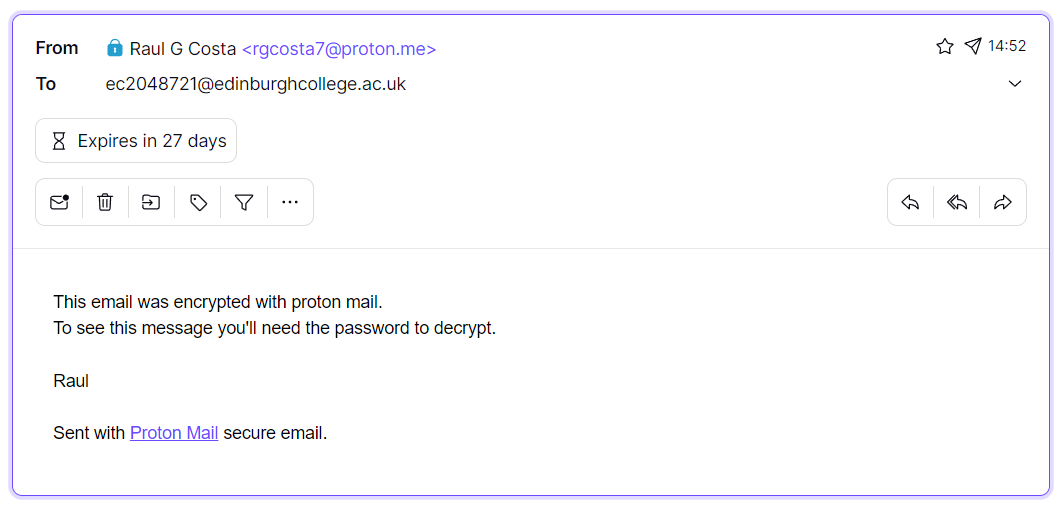 From Raul G Costa <rgcosta7@proton.me> 14:52
To ec2048721@edinburghcollege.ac.uk
Expires in 27 days
This email was encrypted with proton mail.
To see this message you'll need the password to decrypt.
Raul
Sent with Proton Mail secure email.